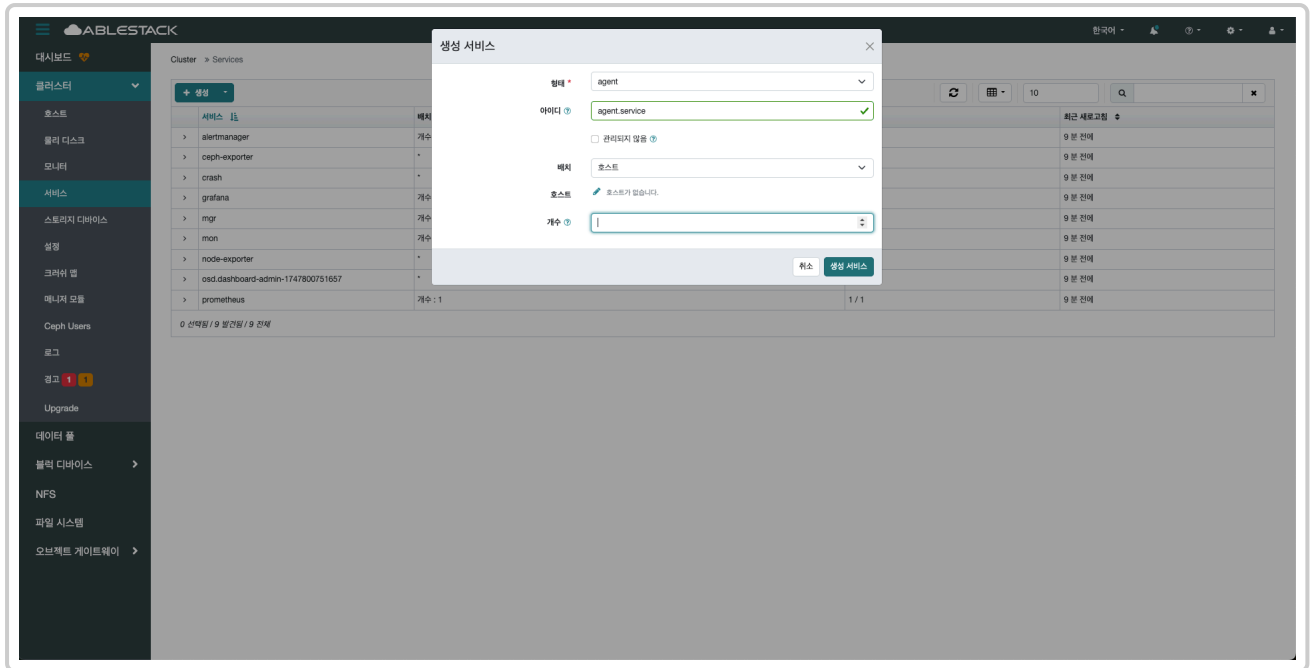 ABLESTACK
한국어
대시보드
클러스터
호스트
물리 디스크
모니터
서비스
스토리지 디바이스
설정
크러쉬 맵
매니저 모듈
Ceph Users
로그
경고 1 1
Upgrade
데이터 풀
블럭 디바이스
NFS
파일 시스템
오브젝트 게이트웨이
Cluster » Services
+ 생성
10
서비스 배치 최근 새로고침
alertmanager 개수 9 분 전에
ceph-exporter * 9 분 전에
crash * 9 분 전에
grafana 개수 9 분 전에
mgr 개수 9 분 전에
mon 개수 9 분 전에
node-exporter * 9 분 전에
osd.dashboard-admin-1747800751657 * 9 분 전에
prometheus 개수 : 1 1 / 1 9 분 전에
0 선택됨 / 9 발견됨 / 9 전체
생성 서비스
형태 * agent
아이디 agent.service
관리되지 않음
배치 호스트
호스트 호스트가 없습니다.
개수
취소 생성 서비스